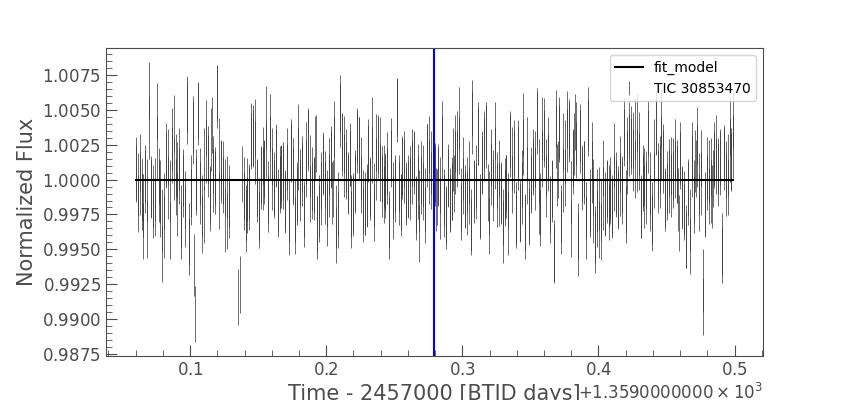 fit_model
TIC 30853470
Normalized Flux
1.0075
1.0050
1.0025
1.0000
0.9975
0.9950
0.9925
0.9900
0.9875
0.1
0.2
0.3
0.4
0.5
Time - 2457000 [BTJD days]
+1.3590000000 × 10³